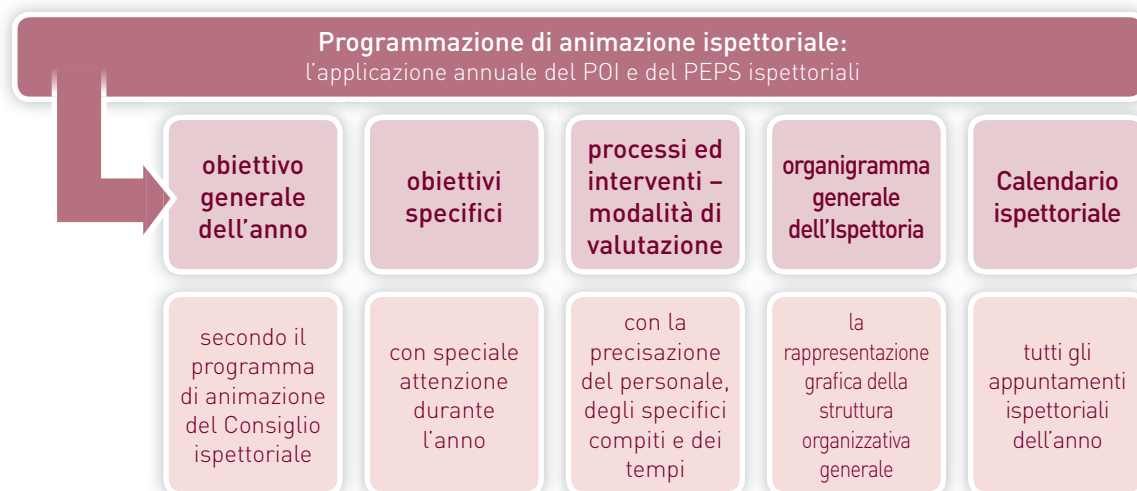 Programmazione di animazione ispettoriale:
l'applicazione annuale del POI e del PEPS ispettoriali
obiettivo
generale
dell'anno
obiettivi
specifici
processi ed
interventi –
modalità di
valutazione
organigramma
generale
dell'Ispettoria
Calendario
ispettoriale
secondo il
programma
di animazione
del Consiglio
ispettoriale
con speciale
attenzione
durante
l'anno
con la
precisazione
del personale,
degli specifici
compiti e dei
tempi
la
rappresentazione
grafica della
struttura
organizzativa
generale
tutti gli
appuntamenti
ispettoriali
dell'anno